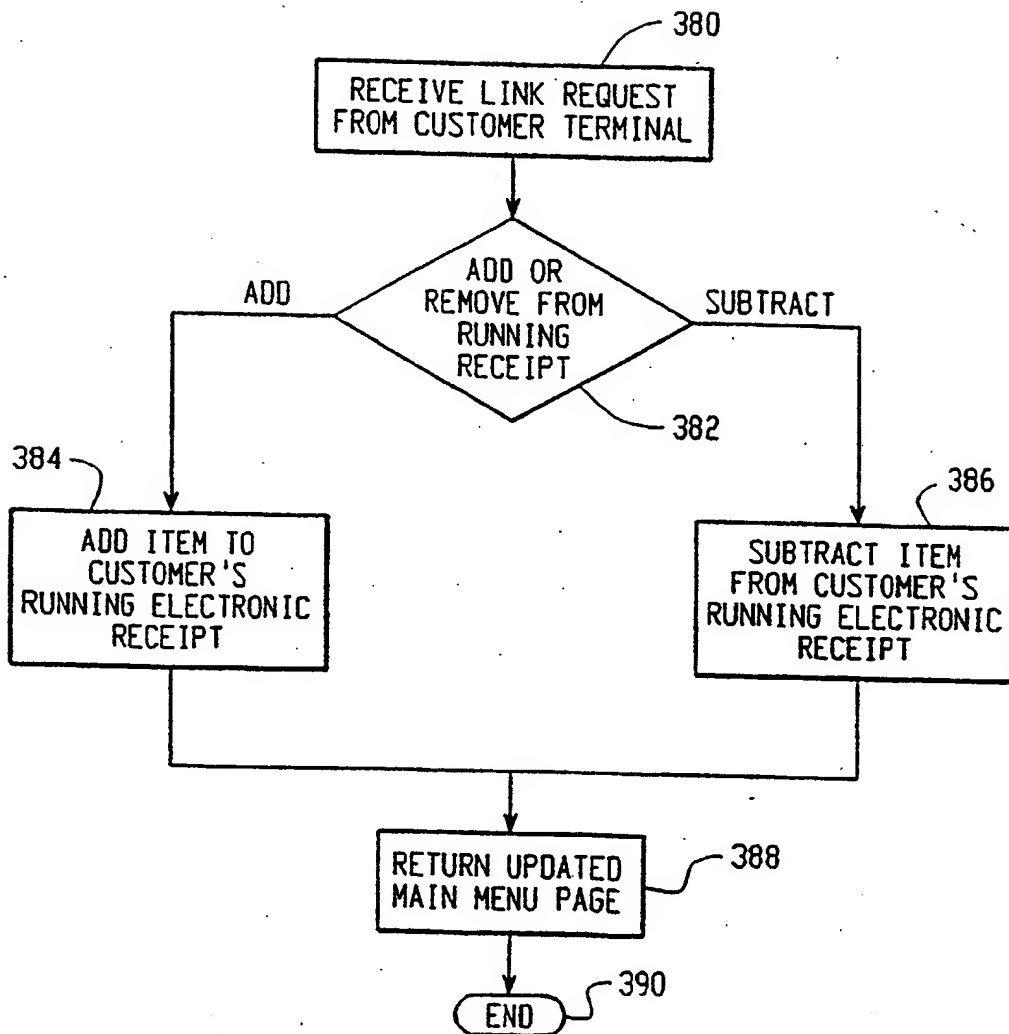 380
RECEIVE LINK REQUEST
FROM CUSTOMER TERMINAL
ADD OR
REMOVE FROM
RUNNING
RECEIPT
ADD
SUBTRACT
382
384
ADD ITEM TO
CUSTOMER'S
RUNNING ELECTRONIC
RECEIPT
386
SUBTRACT ITEM
FROM CUSTOMER'S
RUNNING ELECTRONIC
RECEIPT
RETURN UPDATED
MAIN MENU PAGE
388
END
390